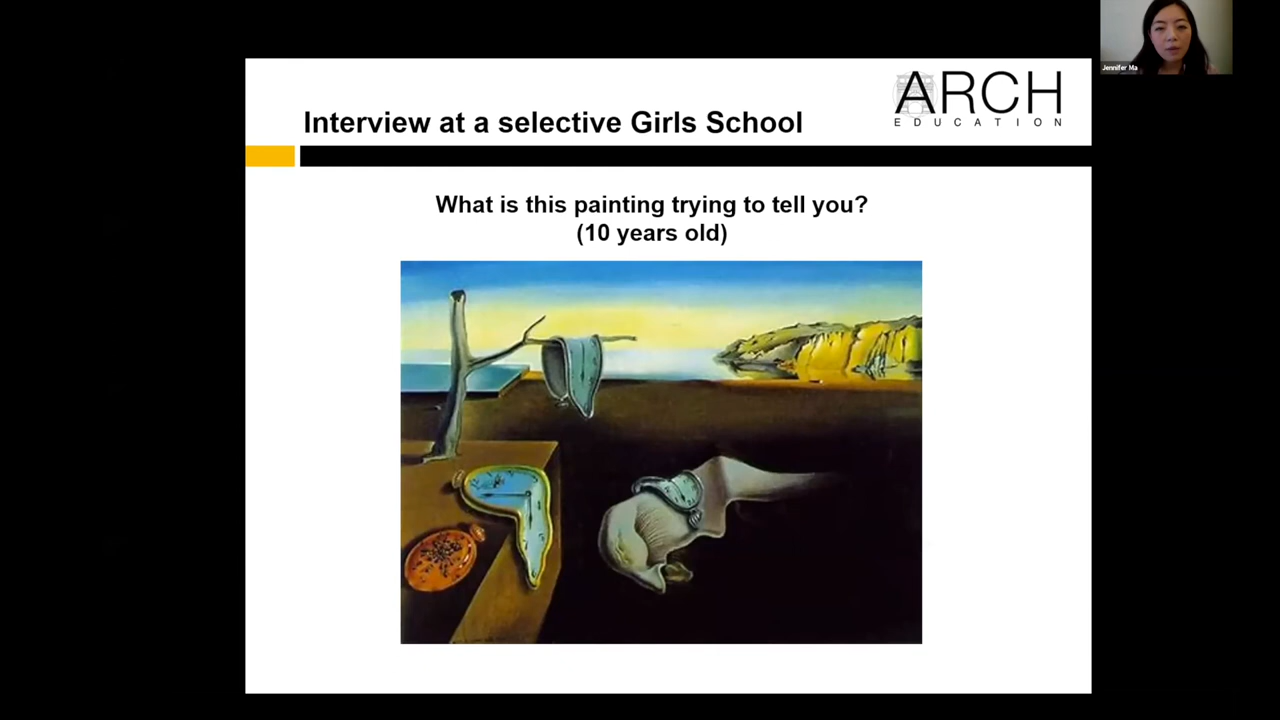 Jennifer Ma
ARCH
EDUCATION
Interview at a selective Girls School
What is this painting trying to tell you?
(10 years old)